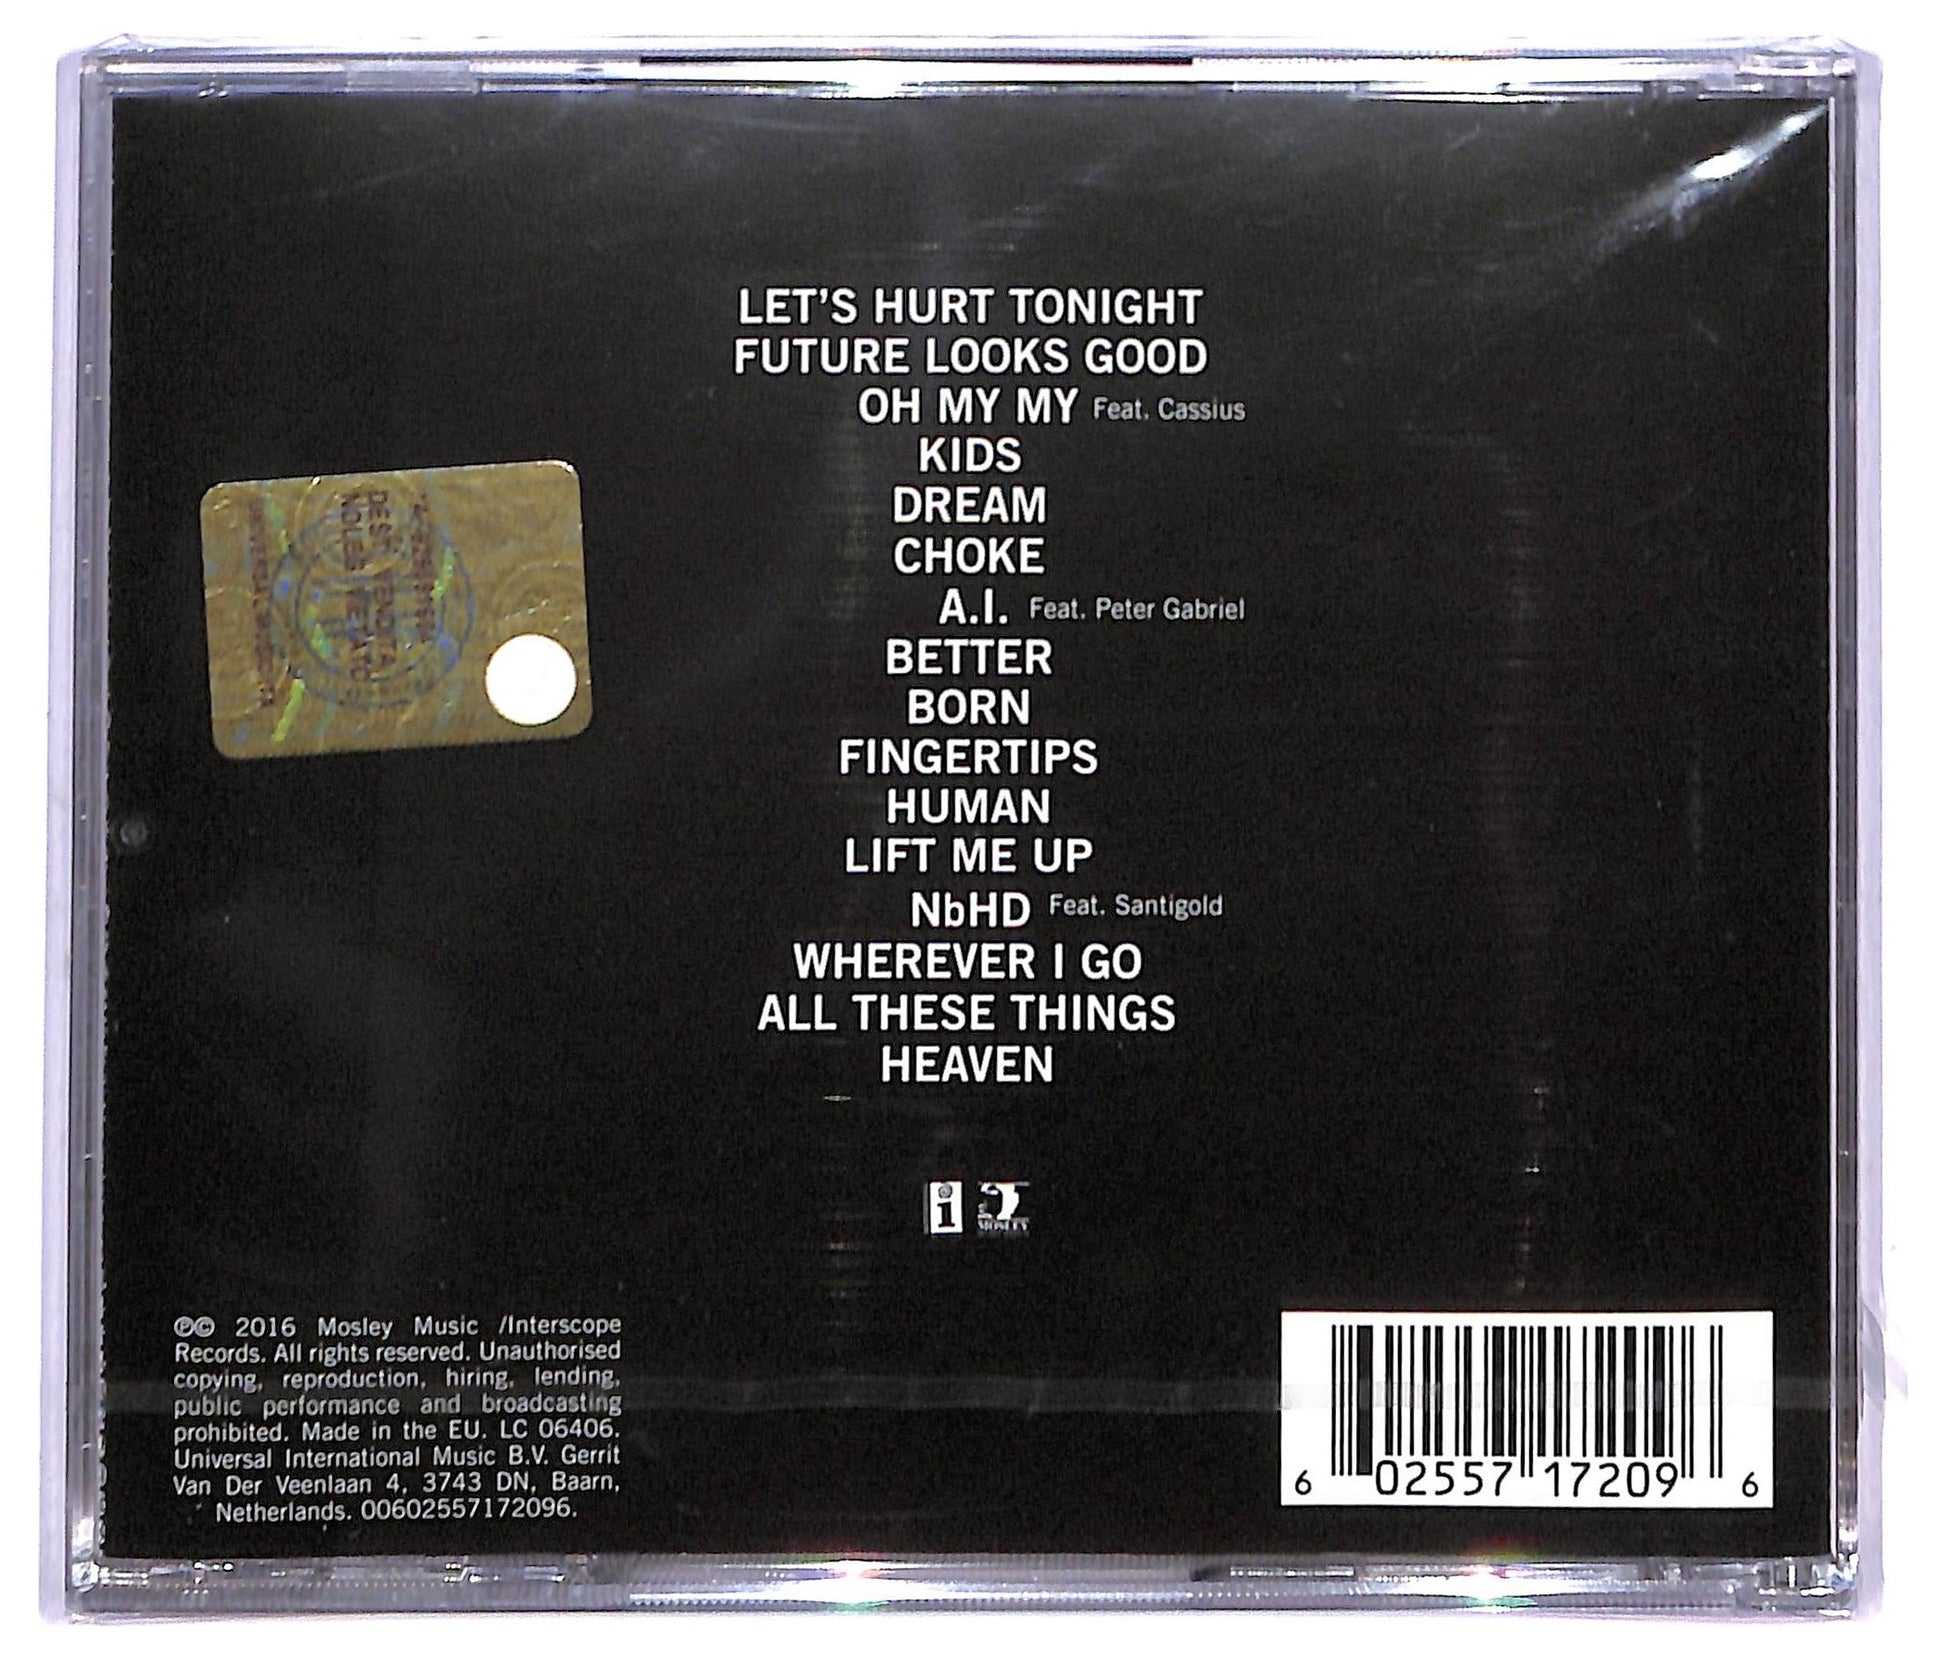 LET'S HURT TONIGHT
FUTURE LOOKS GOOD
OH MY MY Feat. Cassius
KIDS
DREAM
CHOKE
A.I. Feat. Peter Gabriel
BETTER
BORN
FINGERTIPS
HUMAN
LIFT ME UP
NbHD Feat. Santigold
WHEREVER I GO
ALL THESE THINGS
HEAVEN
i MOSLEY
℗© 2016 Mosley Music /Interscope
Records. All rights reserved. Unauthorised
copying, reproduction, hiring, lending,
public performance and broadcasting
prohibited. Made in the EU. LC 06406.
Universal International Music B.V. Gerrit
Van Der Veenlaan 4, 3743 DN, Baarn,
Netherlands. 00602557172096.
6 02557 17209 6